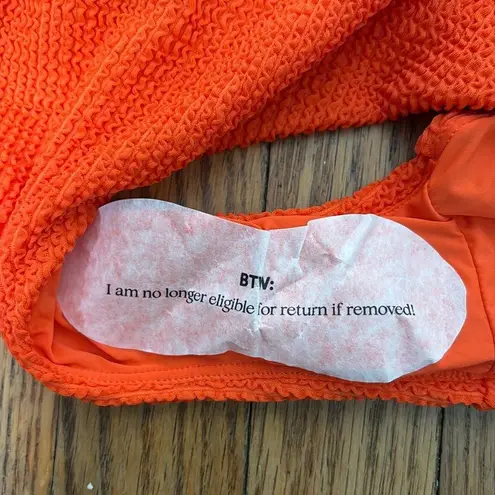 BTW:
I am no longer eligible for return if removed!